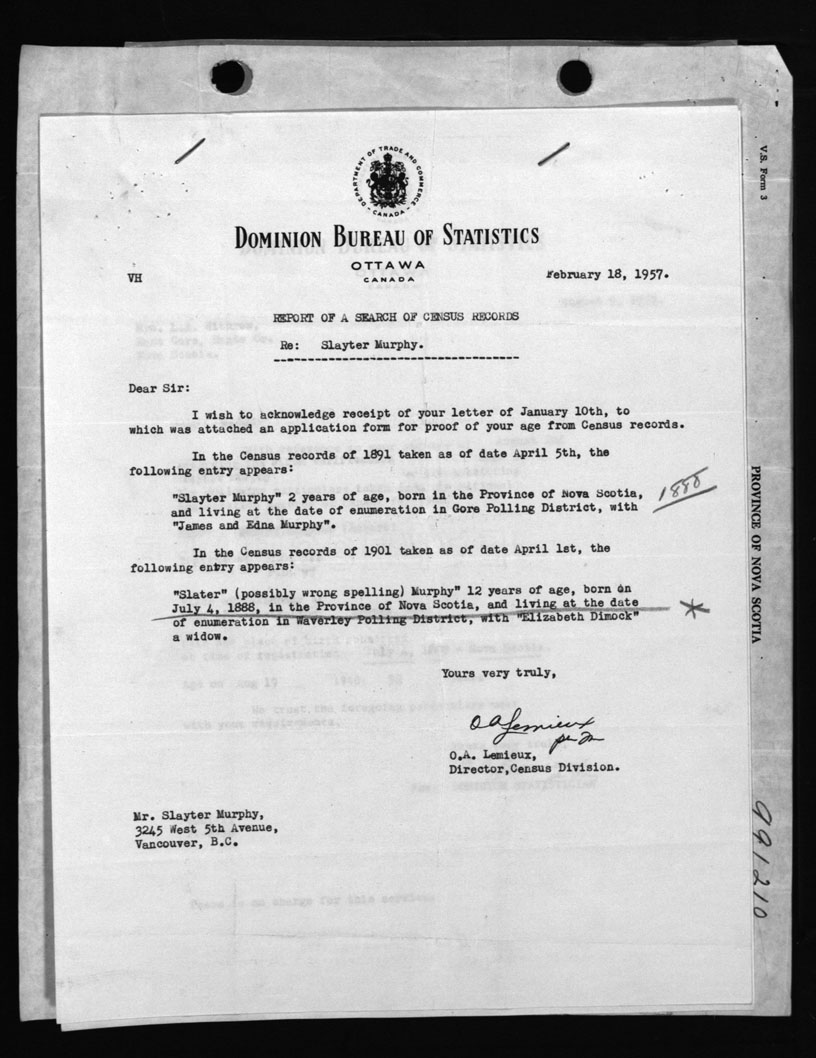 DEPARTMENT OF TRADE AND COMMERCE
- CANADA -
DOMINION BUREAU OF STATISTICS
OTTAWA
CANADA
VH
February 18, 1957.
REPORT OF A SEARCH OF CENSUS RECORDS
Re: Slayter Murphy.
Dear Sir:
I wish to acknowledge receipt of your letter of January 10th, to
which was attached an application form for proof of your age from Census records.
In the Census records of 1891 taken as of date April 5th, the
following entry appears:
"Slayter Murphy" 2 years of age, born in the Province of Nova Scotia,
and living at the date of enumeration in Gore Polling District, with
"James and Edna Murphy".
1888
In the Census records of 1901 taken as of date April 1st, the
following entry appears:
"Slater" (possibly wrong spelling) Murphy" 12 years of age, born on
July 4, 1888, in the Province of Nova Scotia, and living at the date
of enumeration in Waverley Polling District, with "Elizabeth Dimock"
a widow.
Yours very truly,
O A Lemieux
O.A. Lemieux,
Director,Census Division.
Mr. Slayter Murphy,
3245 West 5th Avenue,
Vancouver, B.C.
V.S. Form 3
PROVINCE OF NOVA SCOTIA
991210